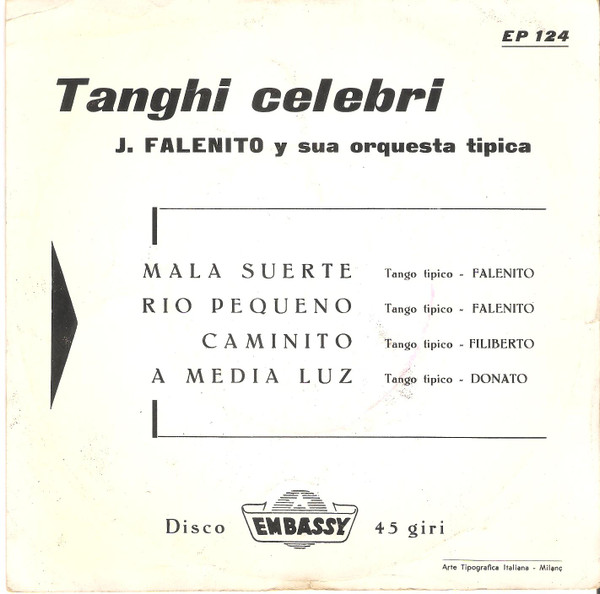 EP 124
Tanghi celebri
J. FALENITO y sua orquesta tipica
MALA SUERTE Tango tipico - FALENITO
RIO PEQUENO Tango tipico - FALENITO
CAMINITO Tango tipico - FILIBERTO
A MEDIA LUZ Tango tipico - DONATO
Disco EMBASSY 45 giri
Arte Tipografica Italiana - Milano